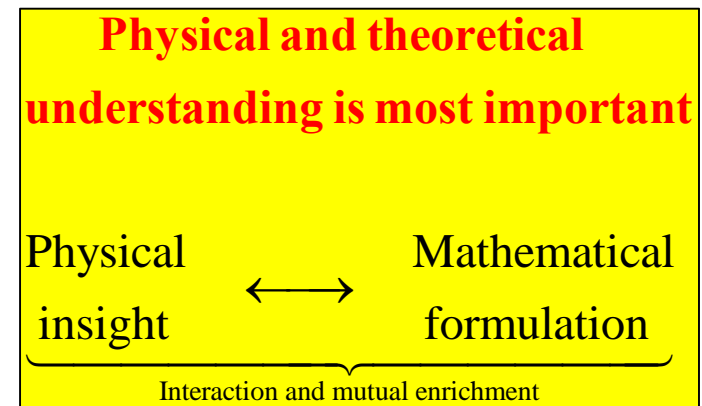 Physical and theoretical
understanding is most important
Physical ⟷ Mathematical
insight formulation
Interaction and mutual enrichment